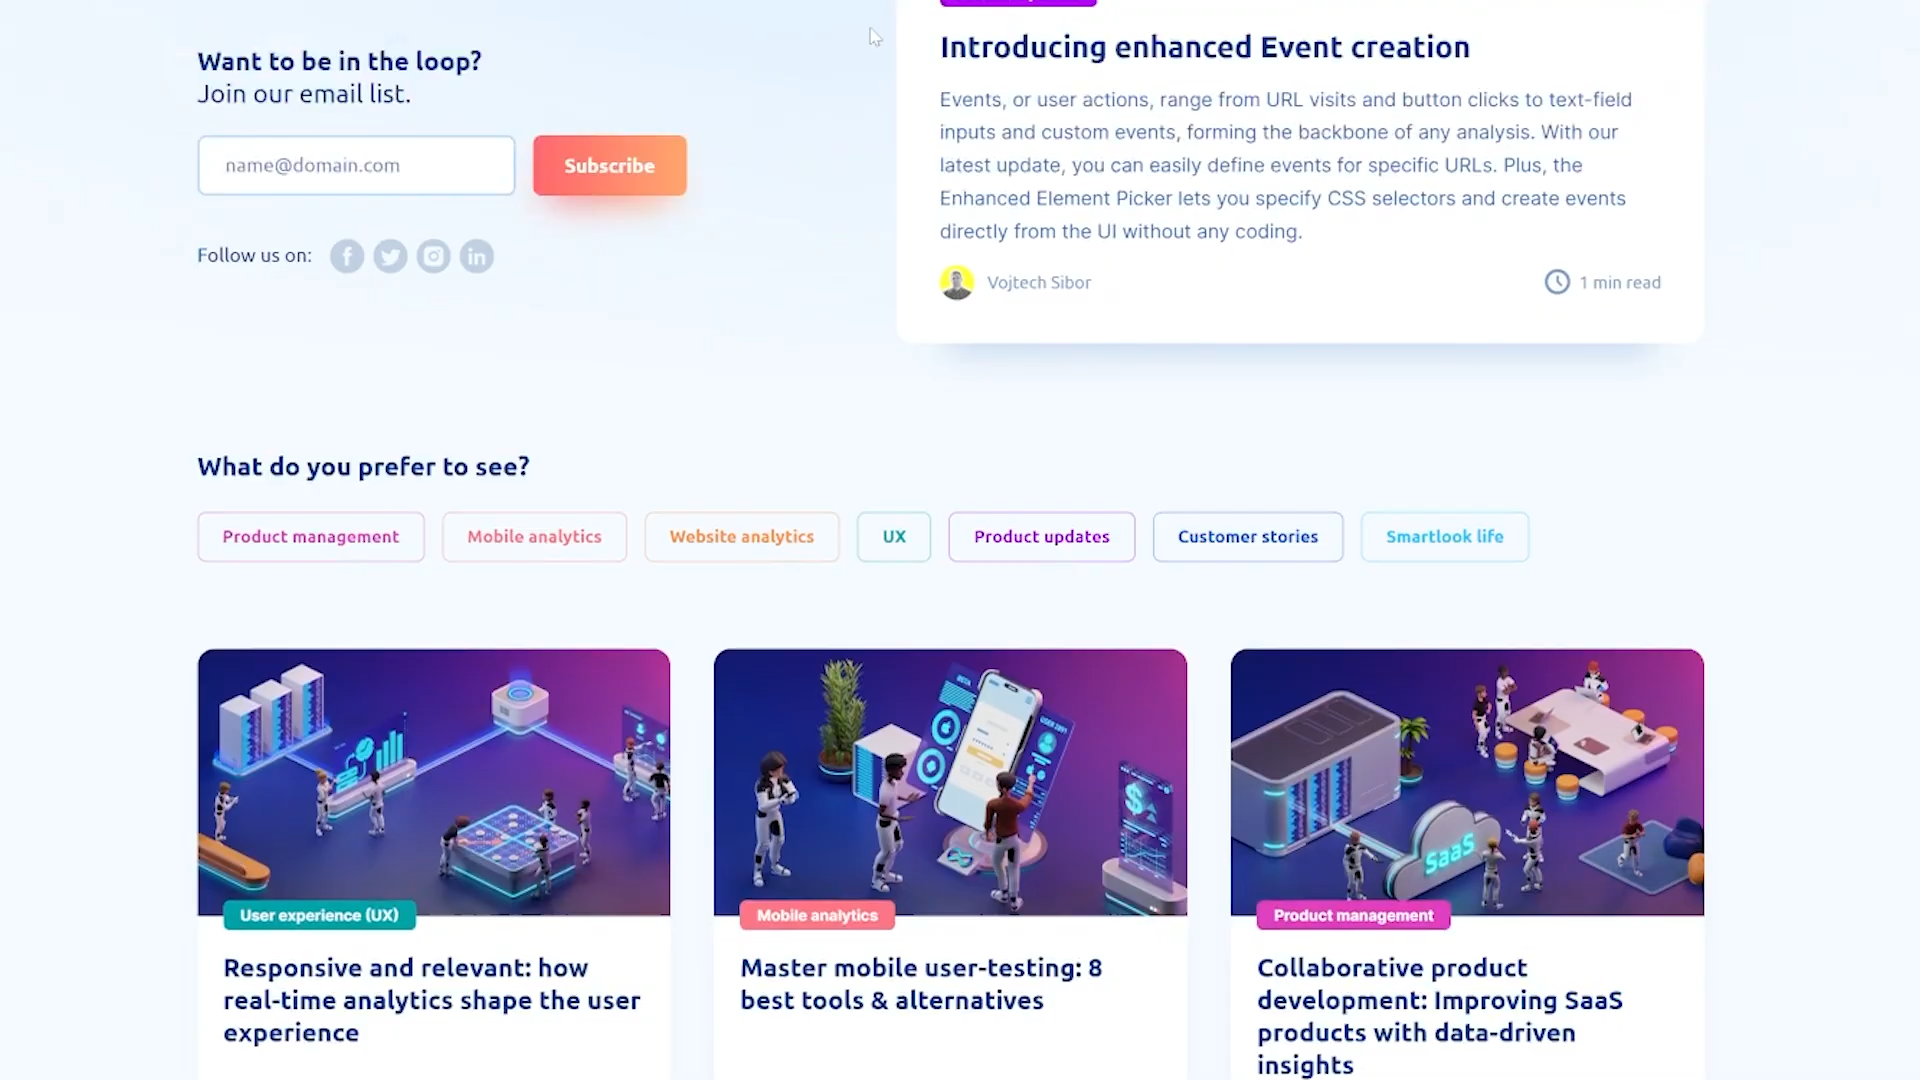 Want to be in the loop?
Join our email list.
name@domain.com
Subscribe
Follow us on:
Introducing enhanced Event creation
Events, or user actions, range from URL visits and button clicks to text-field
inputs and custom events, forming the backbone of any analysis. With our
latest update, you can easily define events for specific URLs. Plus, the
Enhanced Element Picker lets you specify CSS selectors and create events
directly from the UI without any coding.
Vojtech Sibor
1 min read
What do you prefer to see?
Product management
Mobile analytics
Website analytics
UX
Product updates
Customer stories
Smartlook life
User experience (UX)
Responsive and relevant: how
real-time analytics shape the user
experience
BETA
Mobile analytics
Master mobile user-testing: 8
best tools & alternatives
SaaS
Product management
Collaborative product
development: Improving SaaS
products with data-driven
insights